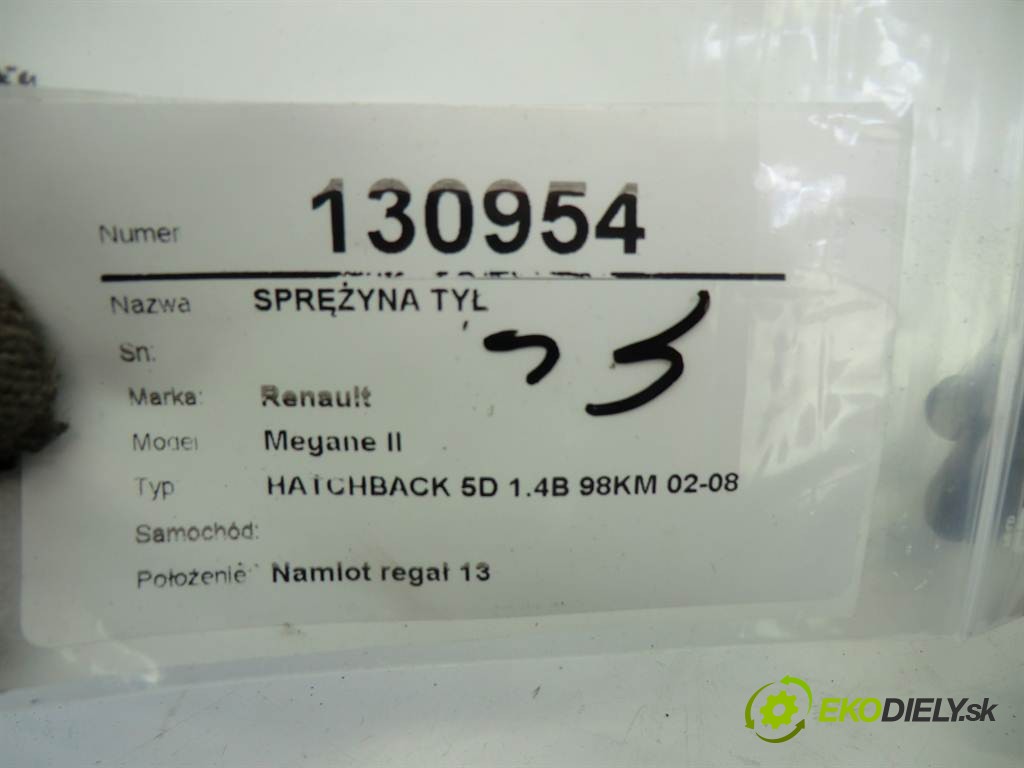 Numer 130954
Nazwa SPRĘŻYNA TYŁ
Sn:
Marka: Renault
Model Megane II
Typ HATCHBACK 5D 1.4B 98KM 02-08
Samochód:
Położenie: Namiot regał 13
EKODIELY.sk